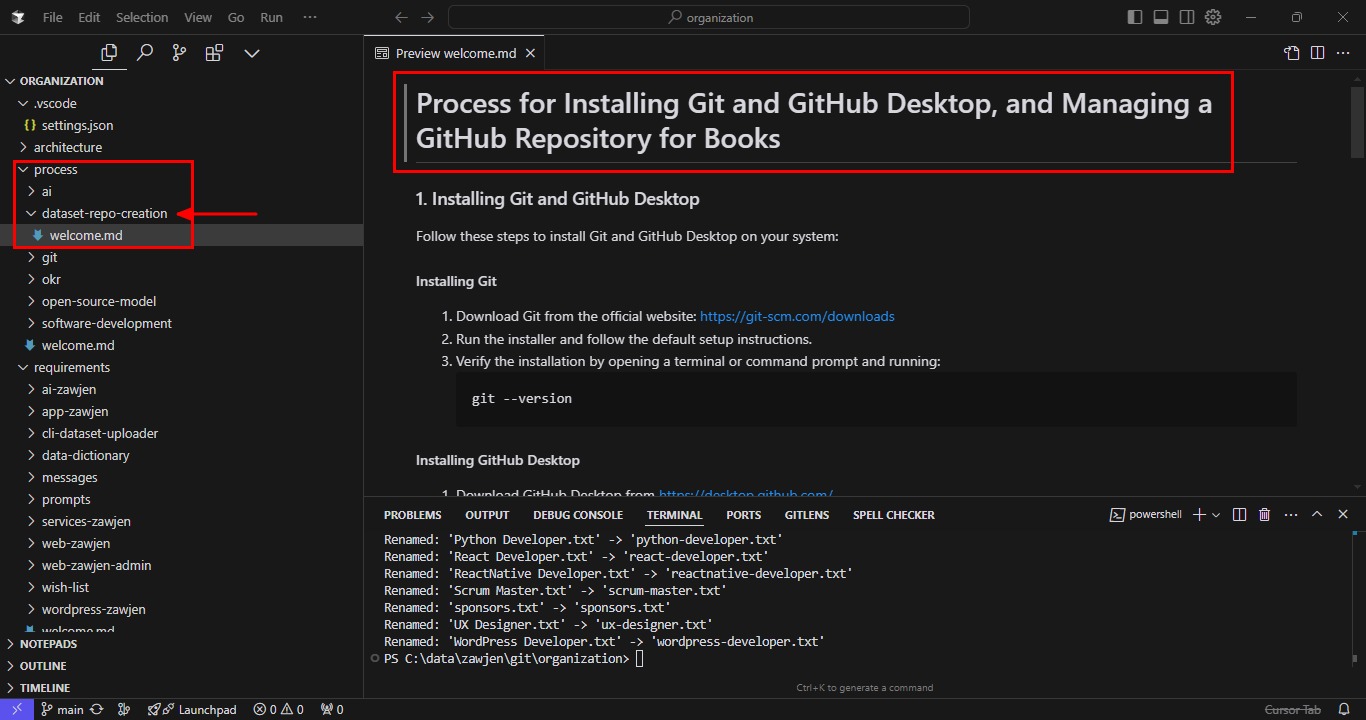 File Edit Selection View Go Run ···
organization
ORGANIZATION
.vscode
{} settings.json
architecture
process
ai
dataset-repo-creation
welcome.md
git
okr
open-source-model
software-development
welcome.md
requirements
ai-zawjen
app-zawjen
cli-dataset-uploader
data-dictionary
messages
prompts
services-zawjen
web-zawjen
web-zawjen-admin
wish-list
wordpress-zawjen
welcome.md
NOTEPADS
OUTLINE
TIMELINE
Preview welcome.md
Process for Installing Git and GitHub Desktop, and Managing a
GitHub Repository for Books
1. Installing Git and GitHub Desktop
Follow these steps to install Git and GitHub Desktop on your system:
Installing Git
1. Download Git from the official website: https://git-scm.com/downloads
2. Run the installer and follow the default setup instructions.
3. Verify the installation by opening a terminal or command prompt and running:
git --version
Installing GitHub Desktop
1. Download GitHub Desktop from https://desktop.github.com/
PROBLEMS OUTPUT DEBUG CONSOLE TERMINAL PORTS GITLENS SPELL CHECKER
powershell
Renamed: 'Python Developer.txt' -> 'python-developer.txt'
Renamed: 'React Developer.txt' -> 'react-developer.txt'
Renamed: 'ReactNative Developer.txt' -> 'reactnative-developer.txt'
Renamed: 'Scrum Master.txt' -> 'scrum-master.txt'
Renamed: 'sponsors.txt' -> 'sponsors.txt'
Renamed: 'UX Designer.txt' -> 'ux-designer.txt'
Renamed: 'WordPress Developer.txt' -> 'wordpress-developer.txt'
PS C:\data\zawjen\git\organization>
Ctrl+K to generate a command
main Launchpad 0 0 0 Cursor Tab